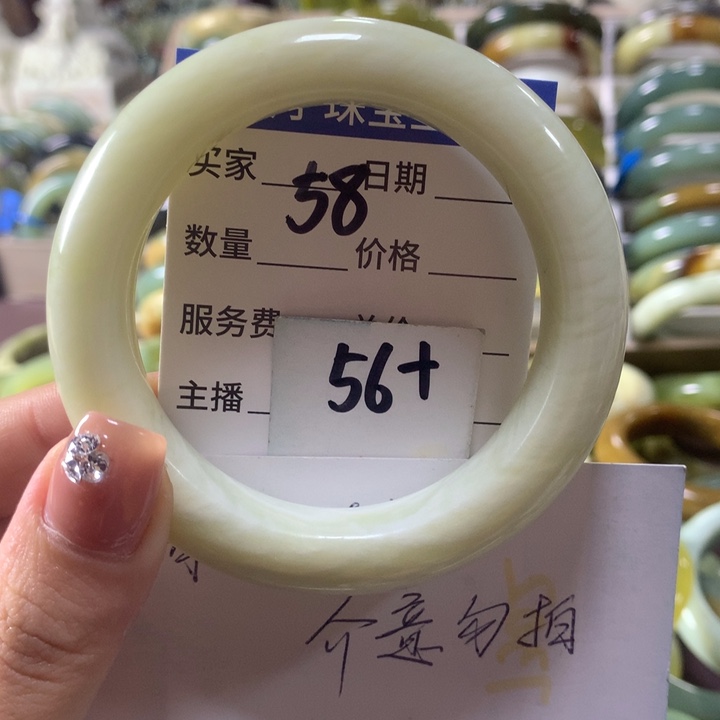 珠宝
买家 58 日期
数量 价格
服务费
主播 56+
介意勿拍